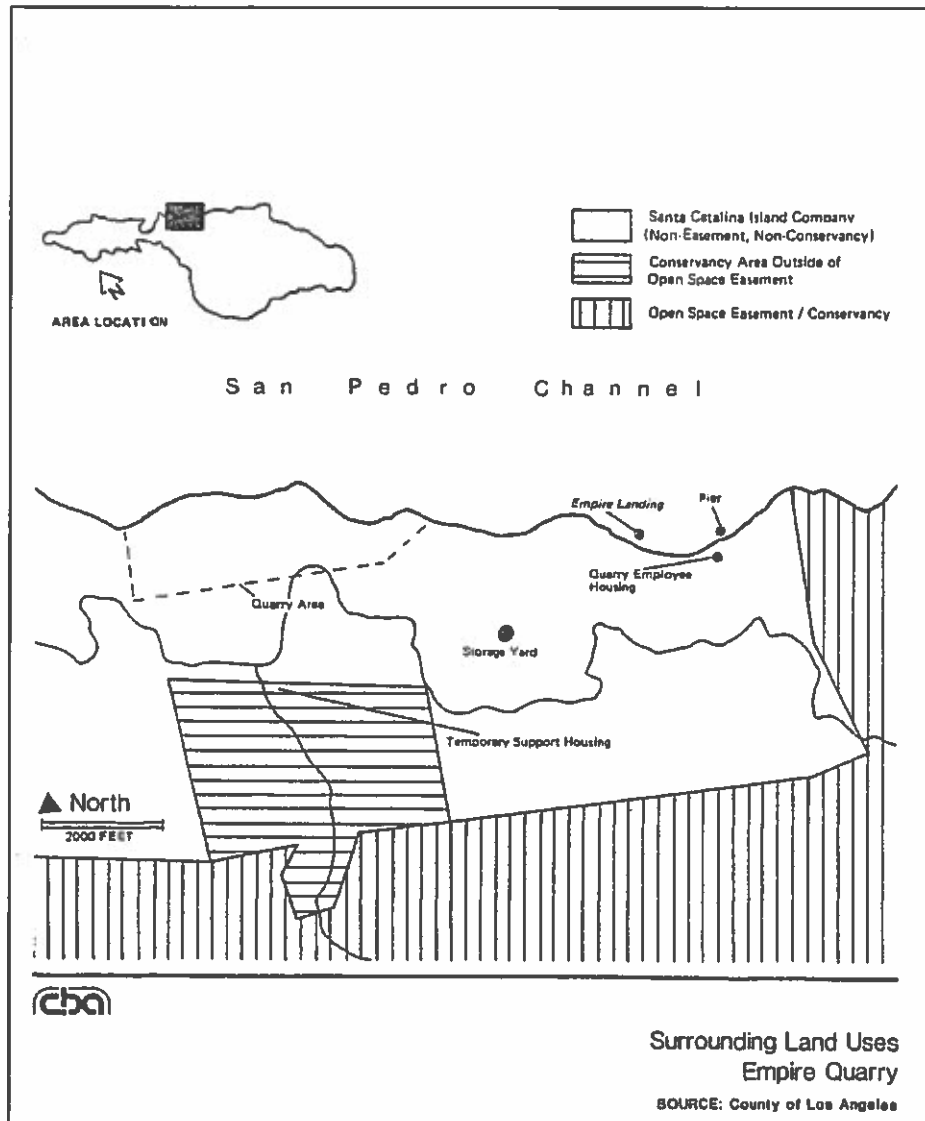 Santa Catalina Island Company
(Non-Easement, Non-Conservancy)
Conservancy Area Outside of
Open Space Easement
Open Space Easement / Conservancy
N
AREA LOCATION
San Pedro Channel
Empire Landing
Pier
Quarry Employee
Housing
Quarry Area
Storage Yard
Temporary Support Housing
North
2000 FEET
cba
Surrounding Land Uses
Empire Quarry
SOURCE: County of Los Angeles